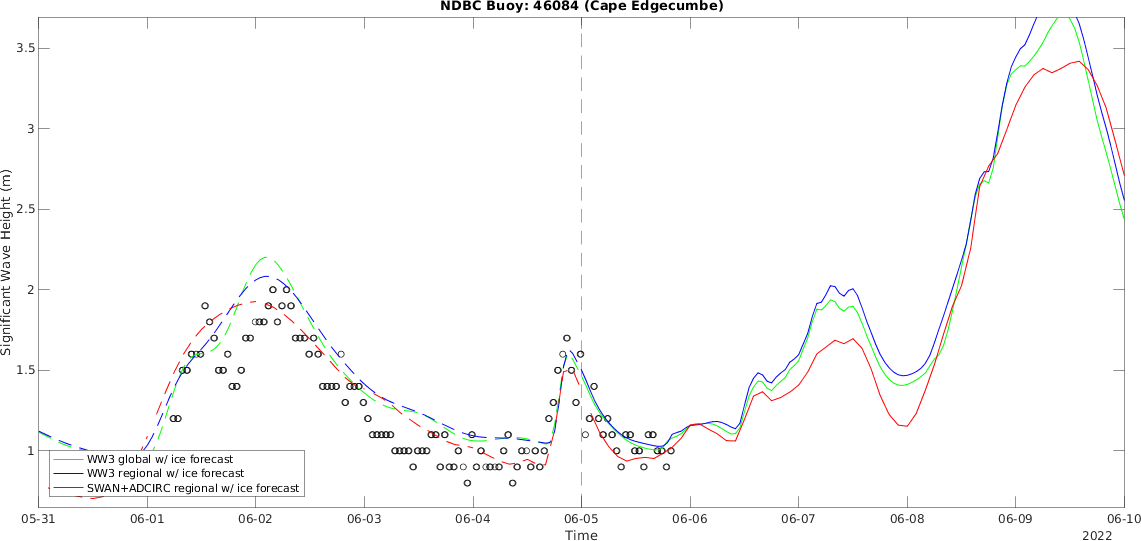 NDBC Buoy: 46084 (Cape Edgecumbe)
3.5
3
2.5
2
1.5
1
Significant Wave Height (m)
WW3 global w/ ice forecast
WW3 regional w/ ice forecast
SWAN+ADCIRC regional w/ ice forecast
05-31 06-01 06-02 06-03 06-04 06-05 06-06 06-07 06-08 06-09 06-10
Time
2022